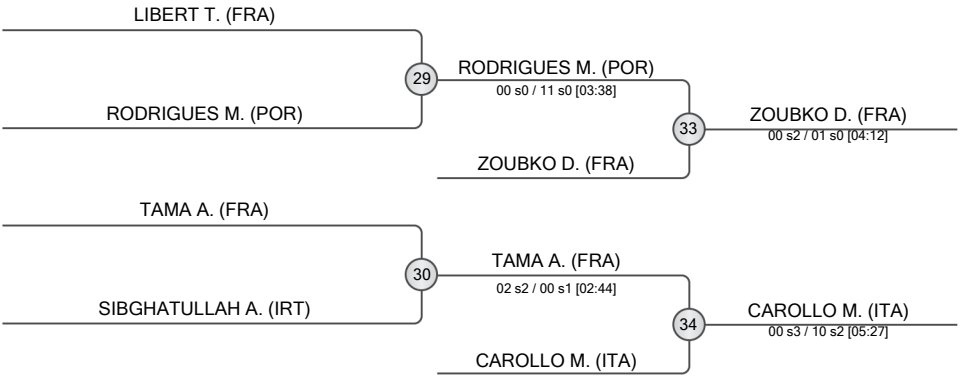 LIBERT T. (FRA)
29
RODRIGUES M. (POR)
00 s0 / 11 s0 [03:38]
RODRIGUES M. (POR)
33
ZOUBKO D. (FRA)
00 s2 / 01 s0 [04:12]
ZOUBKO D. (FRA)
TAMA A. (FRA)
30
TAMA A. (FRA)
02 s2 / 00 s1 [02:44]
SIBGHATULLAH A. (IRT)
34
CAROLLO M. (ITA)
00 s3 / 10 s2 [05:27]
CAROLLO M. (ITA)